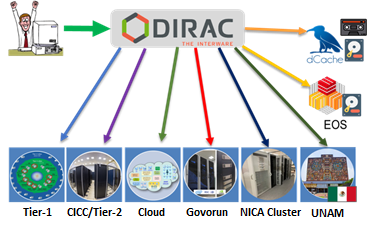 DIRAC
THE INTERWARE
dCache
EOS
Tier-1 CICC/Tier-2 Cloud Govorun NICA Cluster UNAM